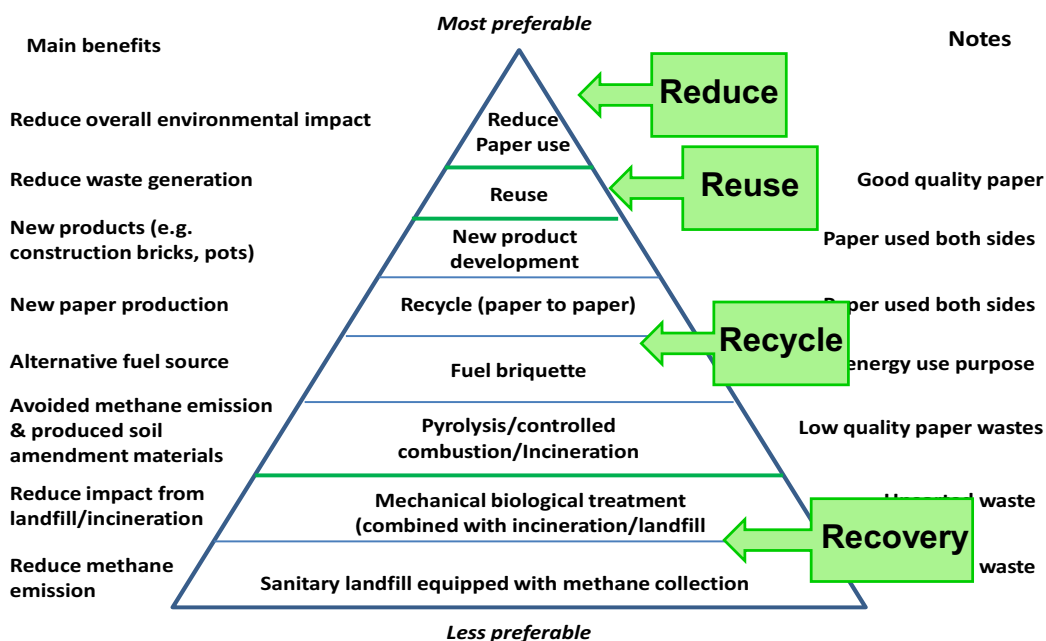 Most preferable
Main benefits
Notes
Reduce
Reduce overall environmental impact
Reduce
Paper use
Reduce waste generation
Reuse
Reuse
Good quality paper
New products (e.g.
construction bricks, pots)
New product
development
Paper used both sides
New paper production
Recycle (paper to paper)
Paper used both sides
Recycle
Alternative fuel source
Fuel briquette
energy use purpose
Avoided methane emission
& produced soil
amendment materials
Pyrolysis/controlled
combustion/Incineration
Low quality paper wastes
Reduce impact from
landfill/incineration
Mechanical biological treatment
(combined with incineration/landfill
waste
Recovery
Reduce methane
emission
Sanitary landfill equipped with methane collection
waste
Less preferable